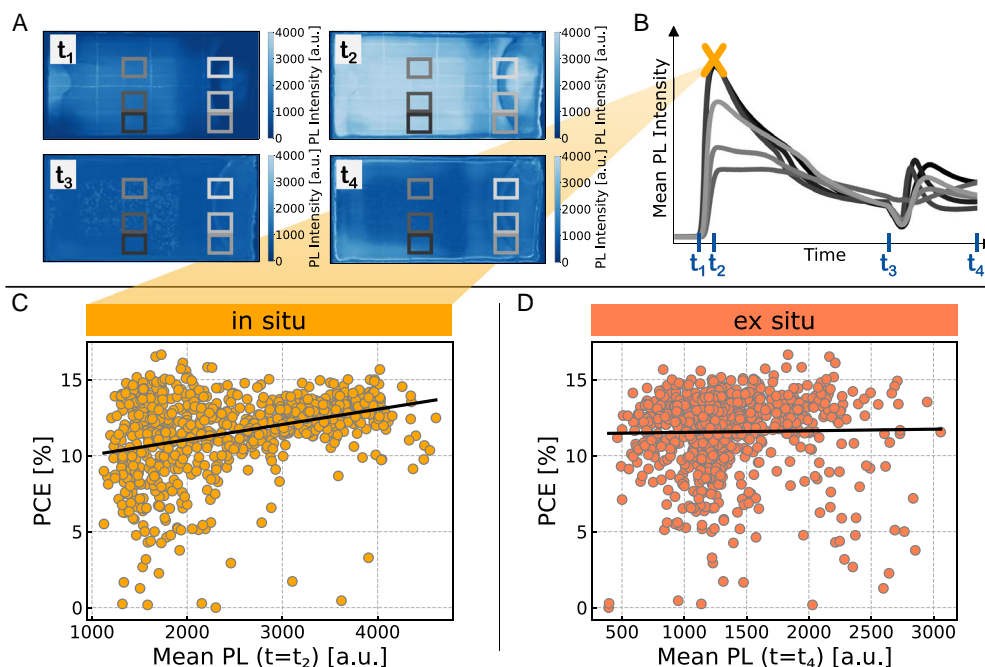 A
t1
4000
3000
2000
1000
0
PL Intensity [a.u.]
t2
4000
3000
2000
1000
0
PL Intensity [a.u.]
t3
4000
3000
2000
1000
0
PL Intensity [a.u.]
t4
4000
3000
2000
1000
0
PL Intensity [a.u.]
B
Mean PL Intensity
Time
t1 t2 t3 t4
C
in situ
PCE [%]
15
10
5
0
1000 2000 3000 4000
Mean PL (t=t2) [a.u.]
D
ex situ
PCE [%]
15
10
5
0
500 1000 1500 2000 2500 3000
Mean PL (t=t4) [a.u.]